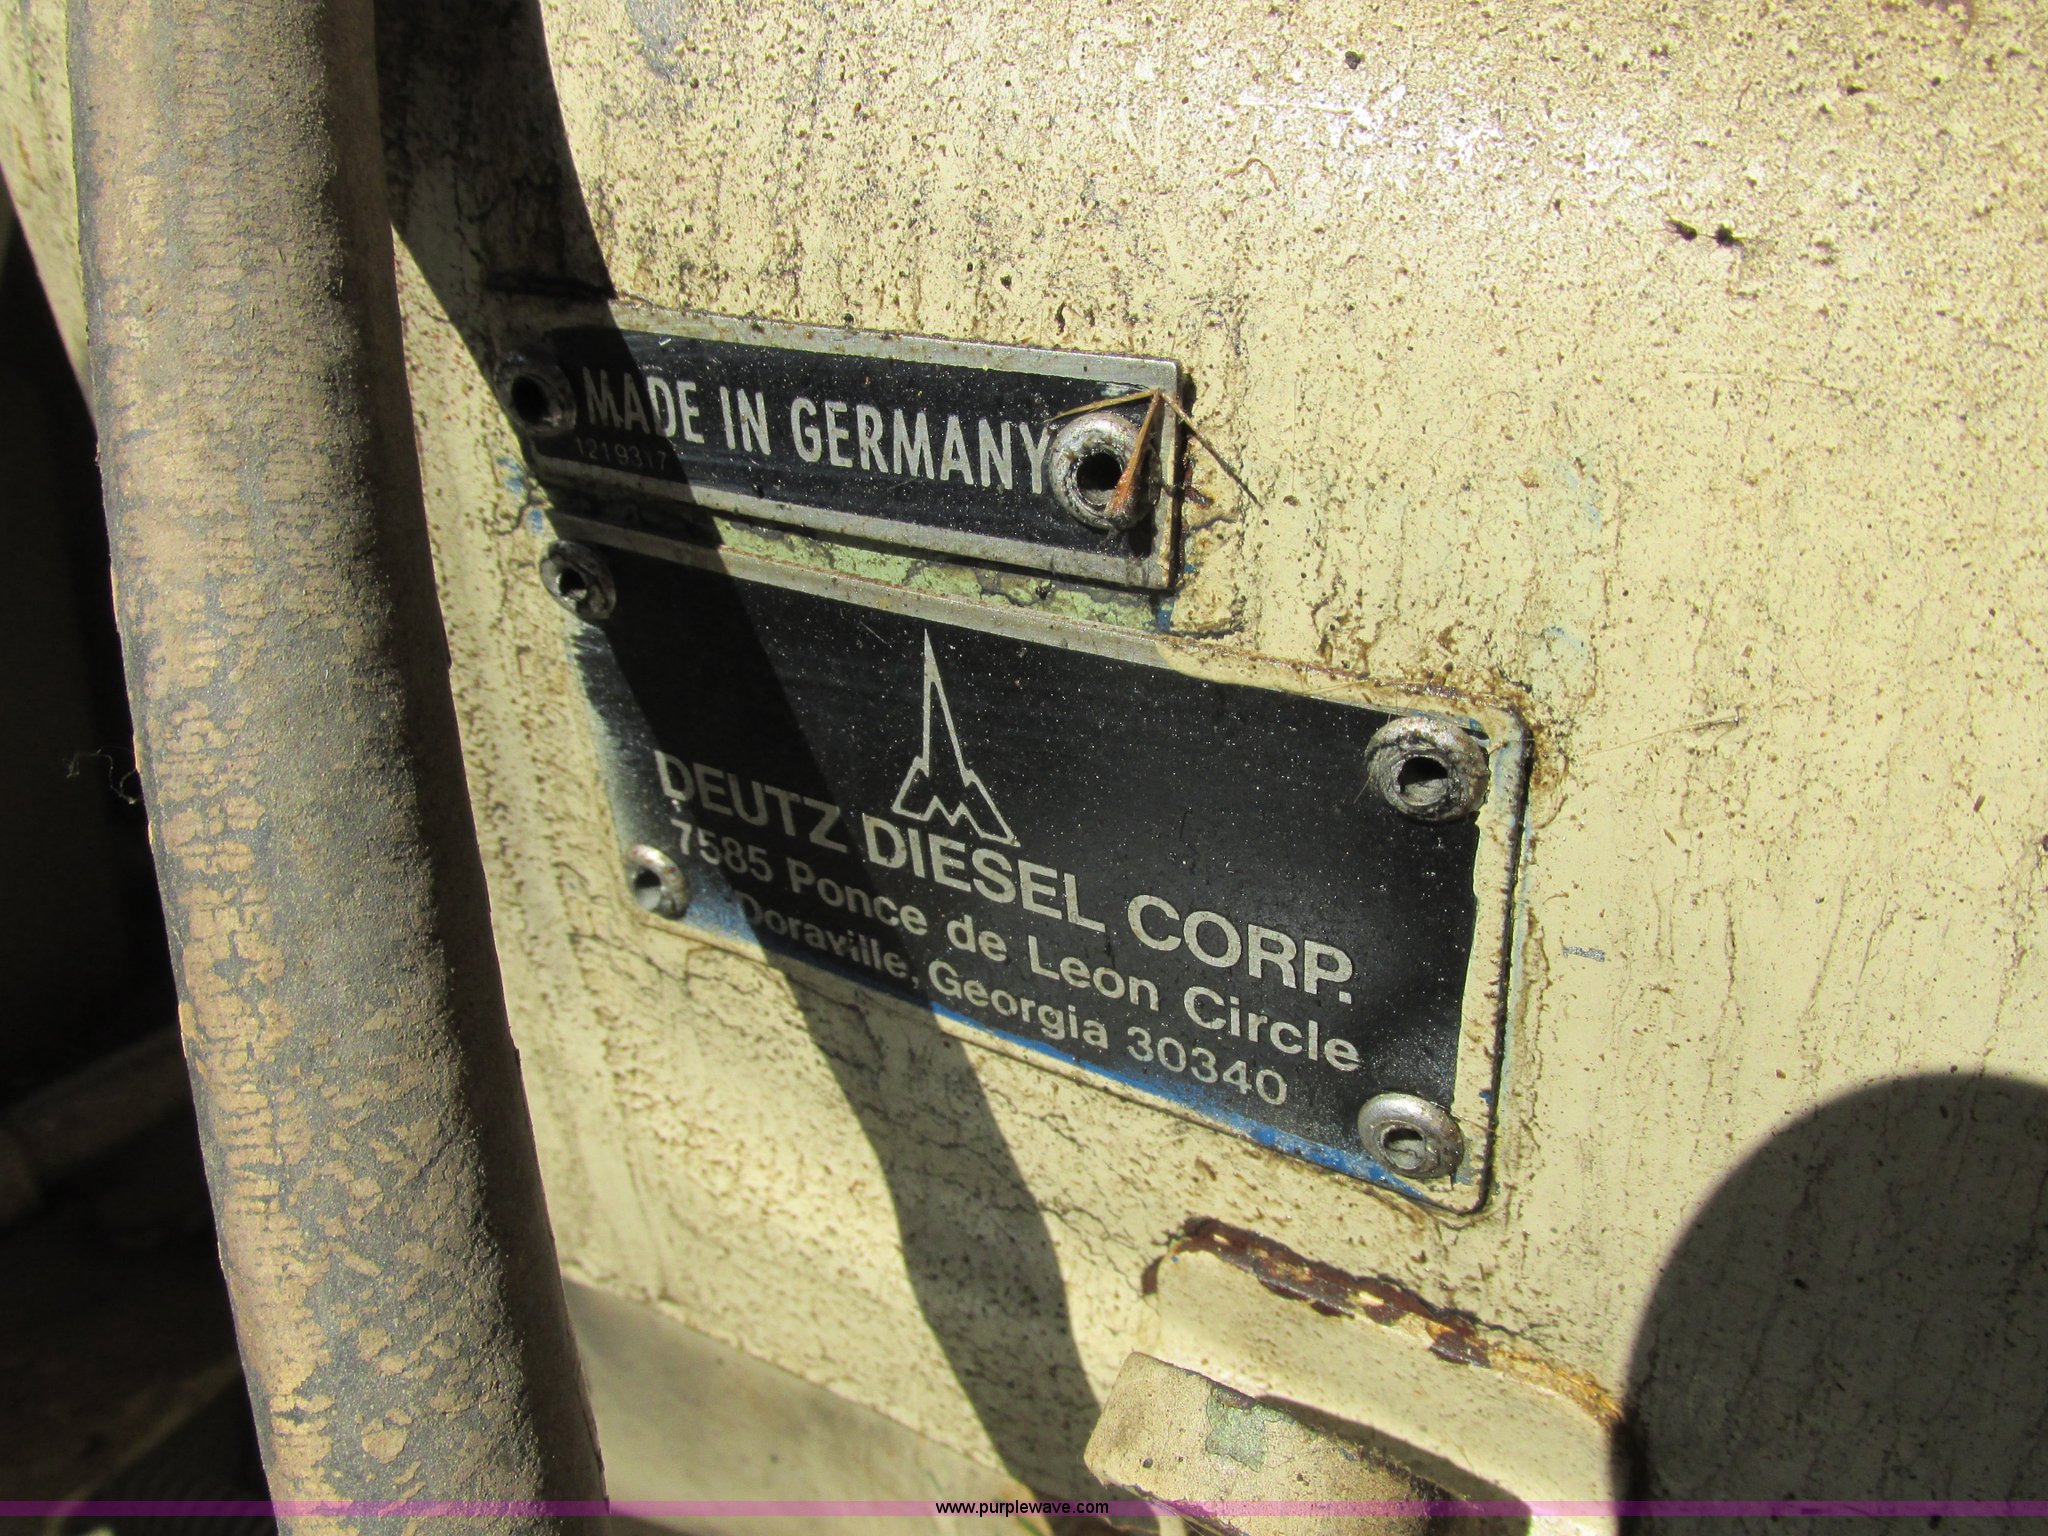 MADE IN GERMANY
1219317
DEUTZ DIESEL CORP.
7585 Ponce de Leon Circle
Doraville, Georgia 30340
www.purplewave.com